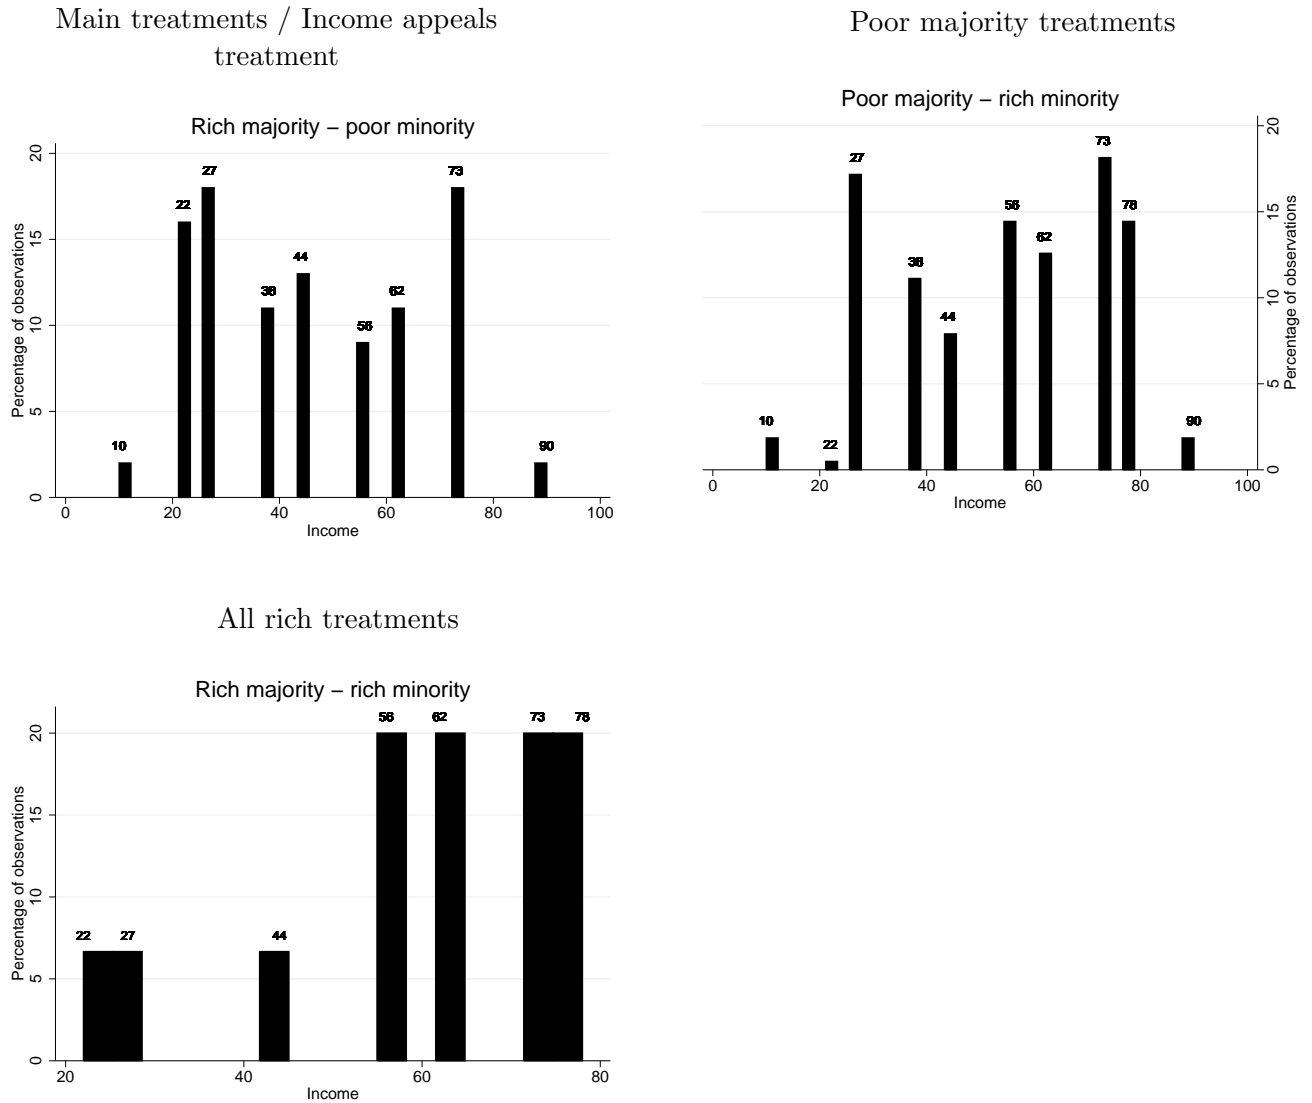 Main treatments / Income appeals
treatment
Rich majority – poor minority
Percentage of observations
20
15
10
5
0
10
22
27
38
44
56
62
73
90
0 20 40 60 80 100
Income
Poor majority treatments
Poor majority – rich minority
10
22
27
38
44
56
62
73
78
90
20
15
10
5
0
Percentage of observations
0 20 40 60 80 100
Income
All rich treatments
Rich majority – rich minority
Percentage of observations
20
15
10
5
0
22
27
44
56
62
73
78
20 40 60 80
Income